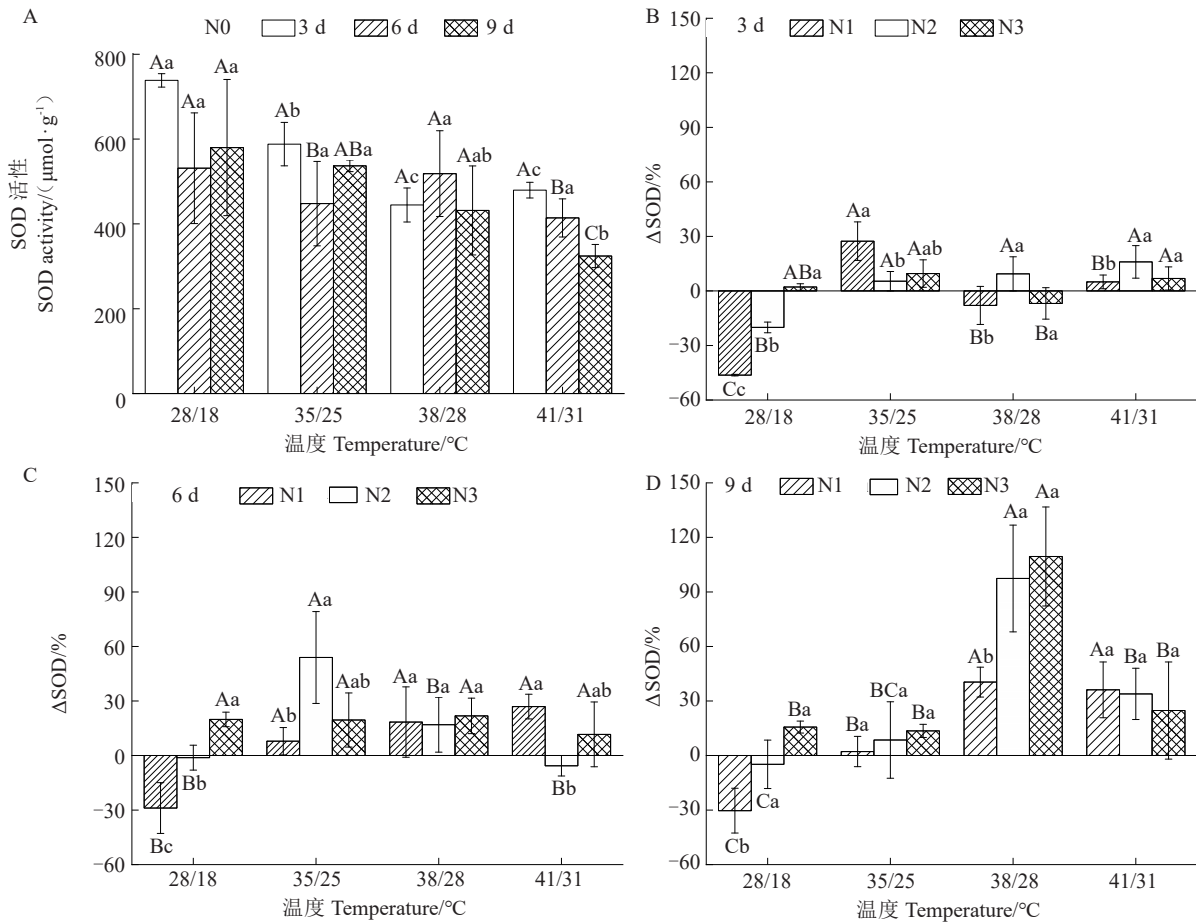 A
N0 3 d 6 d 9 d
800
600
400
800
0
SOD 活性
SOD activity/( μmol·g⁻¹)
Aa Aa Aa
Ab Ba ABa
Ac Aa Aab
Ac Ba Cb
28/18 35/25 38/28 41/31
温度 Temperature/°C
B
3 d N1 N2 N3
150
120
90
60
30
0
−30
−60
ΔSOD/%
Cc Bb ABa
Aa Ab Aab
Bb Aa Ba
Bb Aa Aa
28/18 35/25 38/28 41/31
温度 Temperature/°C
C
6 d N1 N2 N3
150
120
90
60
30
0
−30
−60
ΔSOD/%
Bc Bb Aa
Ab Aa Aab
Aa Ba Aa
Aa Bb Aab
28/18 35/25 38/28 41/31
温度 Temperature/°C
D
9 d N1 N2 N3
150
120
90
60
30
0
−30
−60
ΔSOD/%
Cb Ca Ba
Ba BCa Ba
Ab Aa Aa
Aa Ba Ba
28/18 35/25 38/28 41/31
温度 Temperature/°C